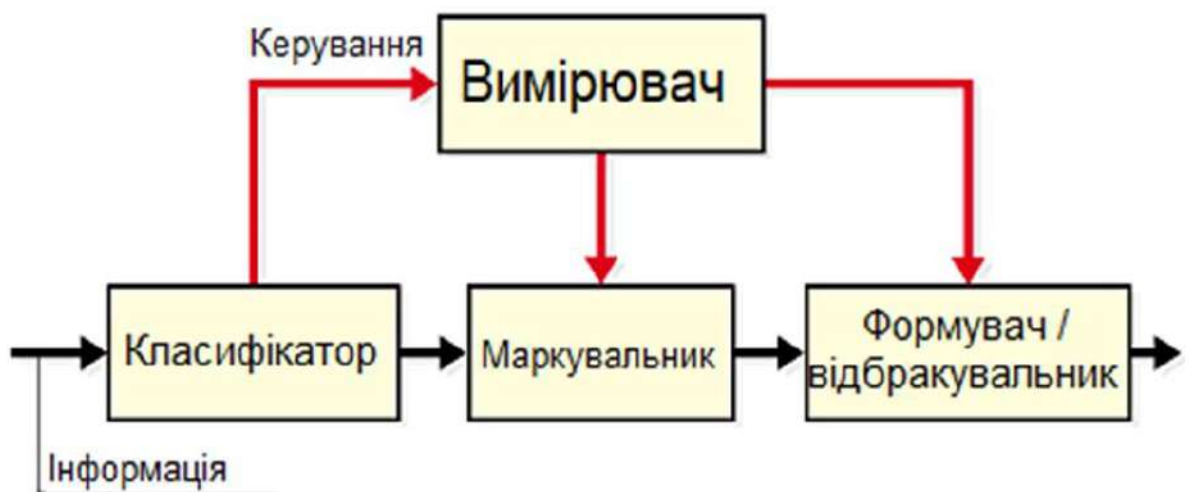 Керування
Вимірювач
Класифікатор
Маркувальник
Формувач /
відбракувальник
Інформація